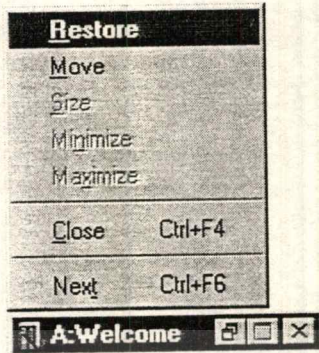 Restore
Move
Size
Minimize
Maximize
Close Ctrl+F4
Next Ctrl+F6
A:Welcome